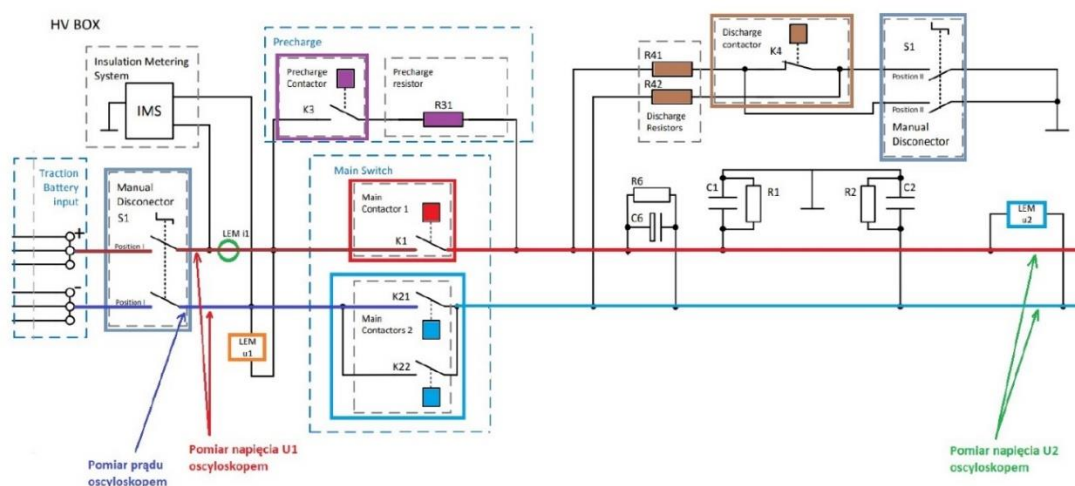 HV BOX
Insulation Metering
System
IMS
Precharge
Precharge
Contactor
K3
Precharge
resistor
R31
R41
R42
Discharge
Resistors
Discharge
contactor
K4
S1
Position II
Position II
Manual
Disconector
Traction
Battery
input
+
-
Manual
Disconector
S1
Position I
Position I
LEM i1
LEM
u1
Main Switch
Main
Contactor 1
K1
K21
Main
Contactors 2
K22
R6
C6
C1
R1
R2
C2
LEM
u2
Pomiar napięcia U1
oscyloskopem
Pomiar prądu
oscyloskopem
Pomiar napięcia U2
oscyloskopem